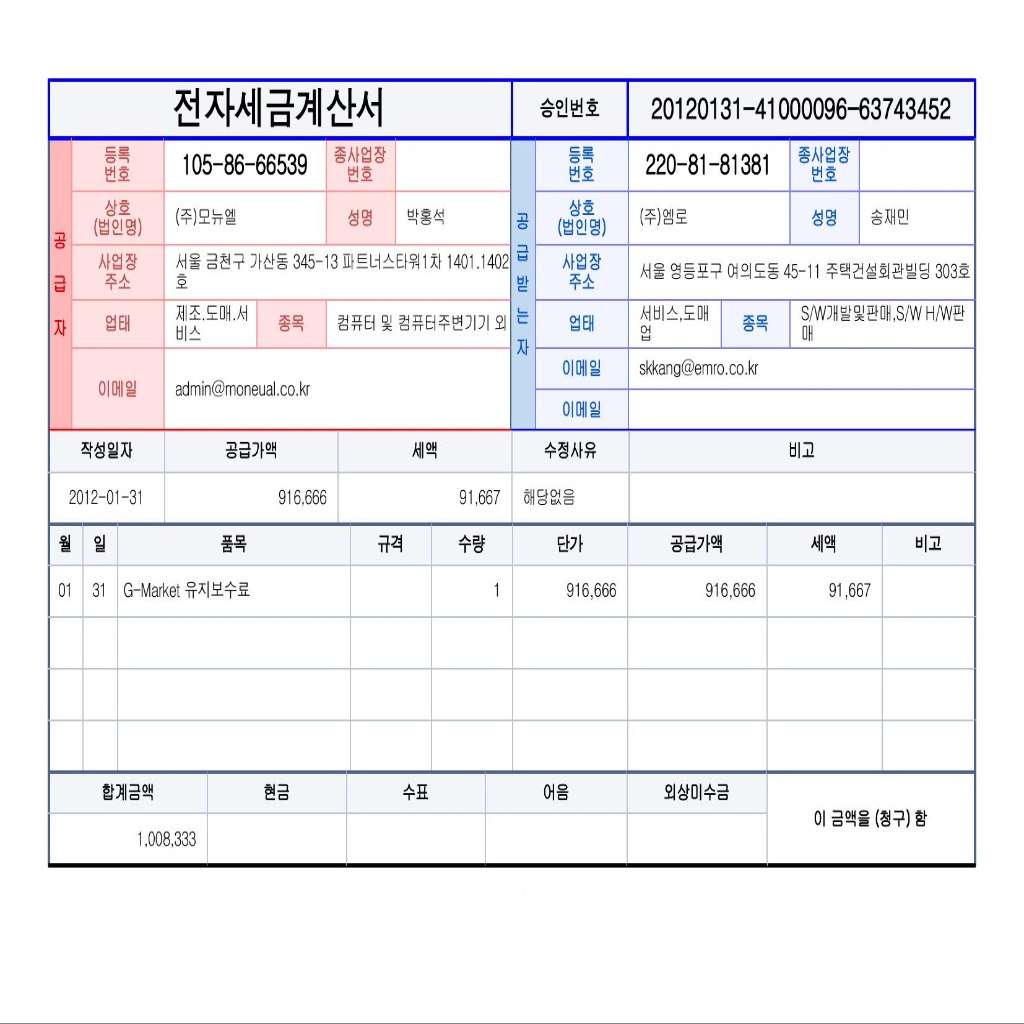 전자세금계산서 승인번호 20120131-41000096-63743452
공급자
등록번호 105-86-66539 종사업장번호
상호(법인명) (주)모뉴엘 성명 박홍석
사업장주소 서울 금천구 가산동 345-13 파트너스타워1차 1401.1402호
업태 제조.도매.서비스 종목 컴퓨터 및 컴퓨터주변기기 외
이메일 admin@moneual.co.kr
공급받는자
등록번호 220-81-81381 종사업장번호
상호(법인명) (주)엠로 성명 송재민
사업장주소 서울 영등포구 여의도동 45-11 주택건설회관빌딩 303호
업태 서비스,도매업 종목 S/W개발및판매,S/W H/W판매
이메일 skkang@emro.co.kr
이메일
작성일자 공급가액 세액 수정사유 비고
2012-01-31 916,666 91,667 해당없음
월 일 품목 규격 수량 단가 공급가액 세액 비고
01 31 G-Market 유지보수료 1 916,666 916,666 91,667
합계금액 현금 수표 어음 외상미수금 이 금액을 (청구) 함
1,008,333